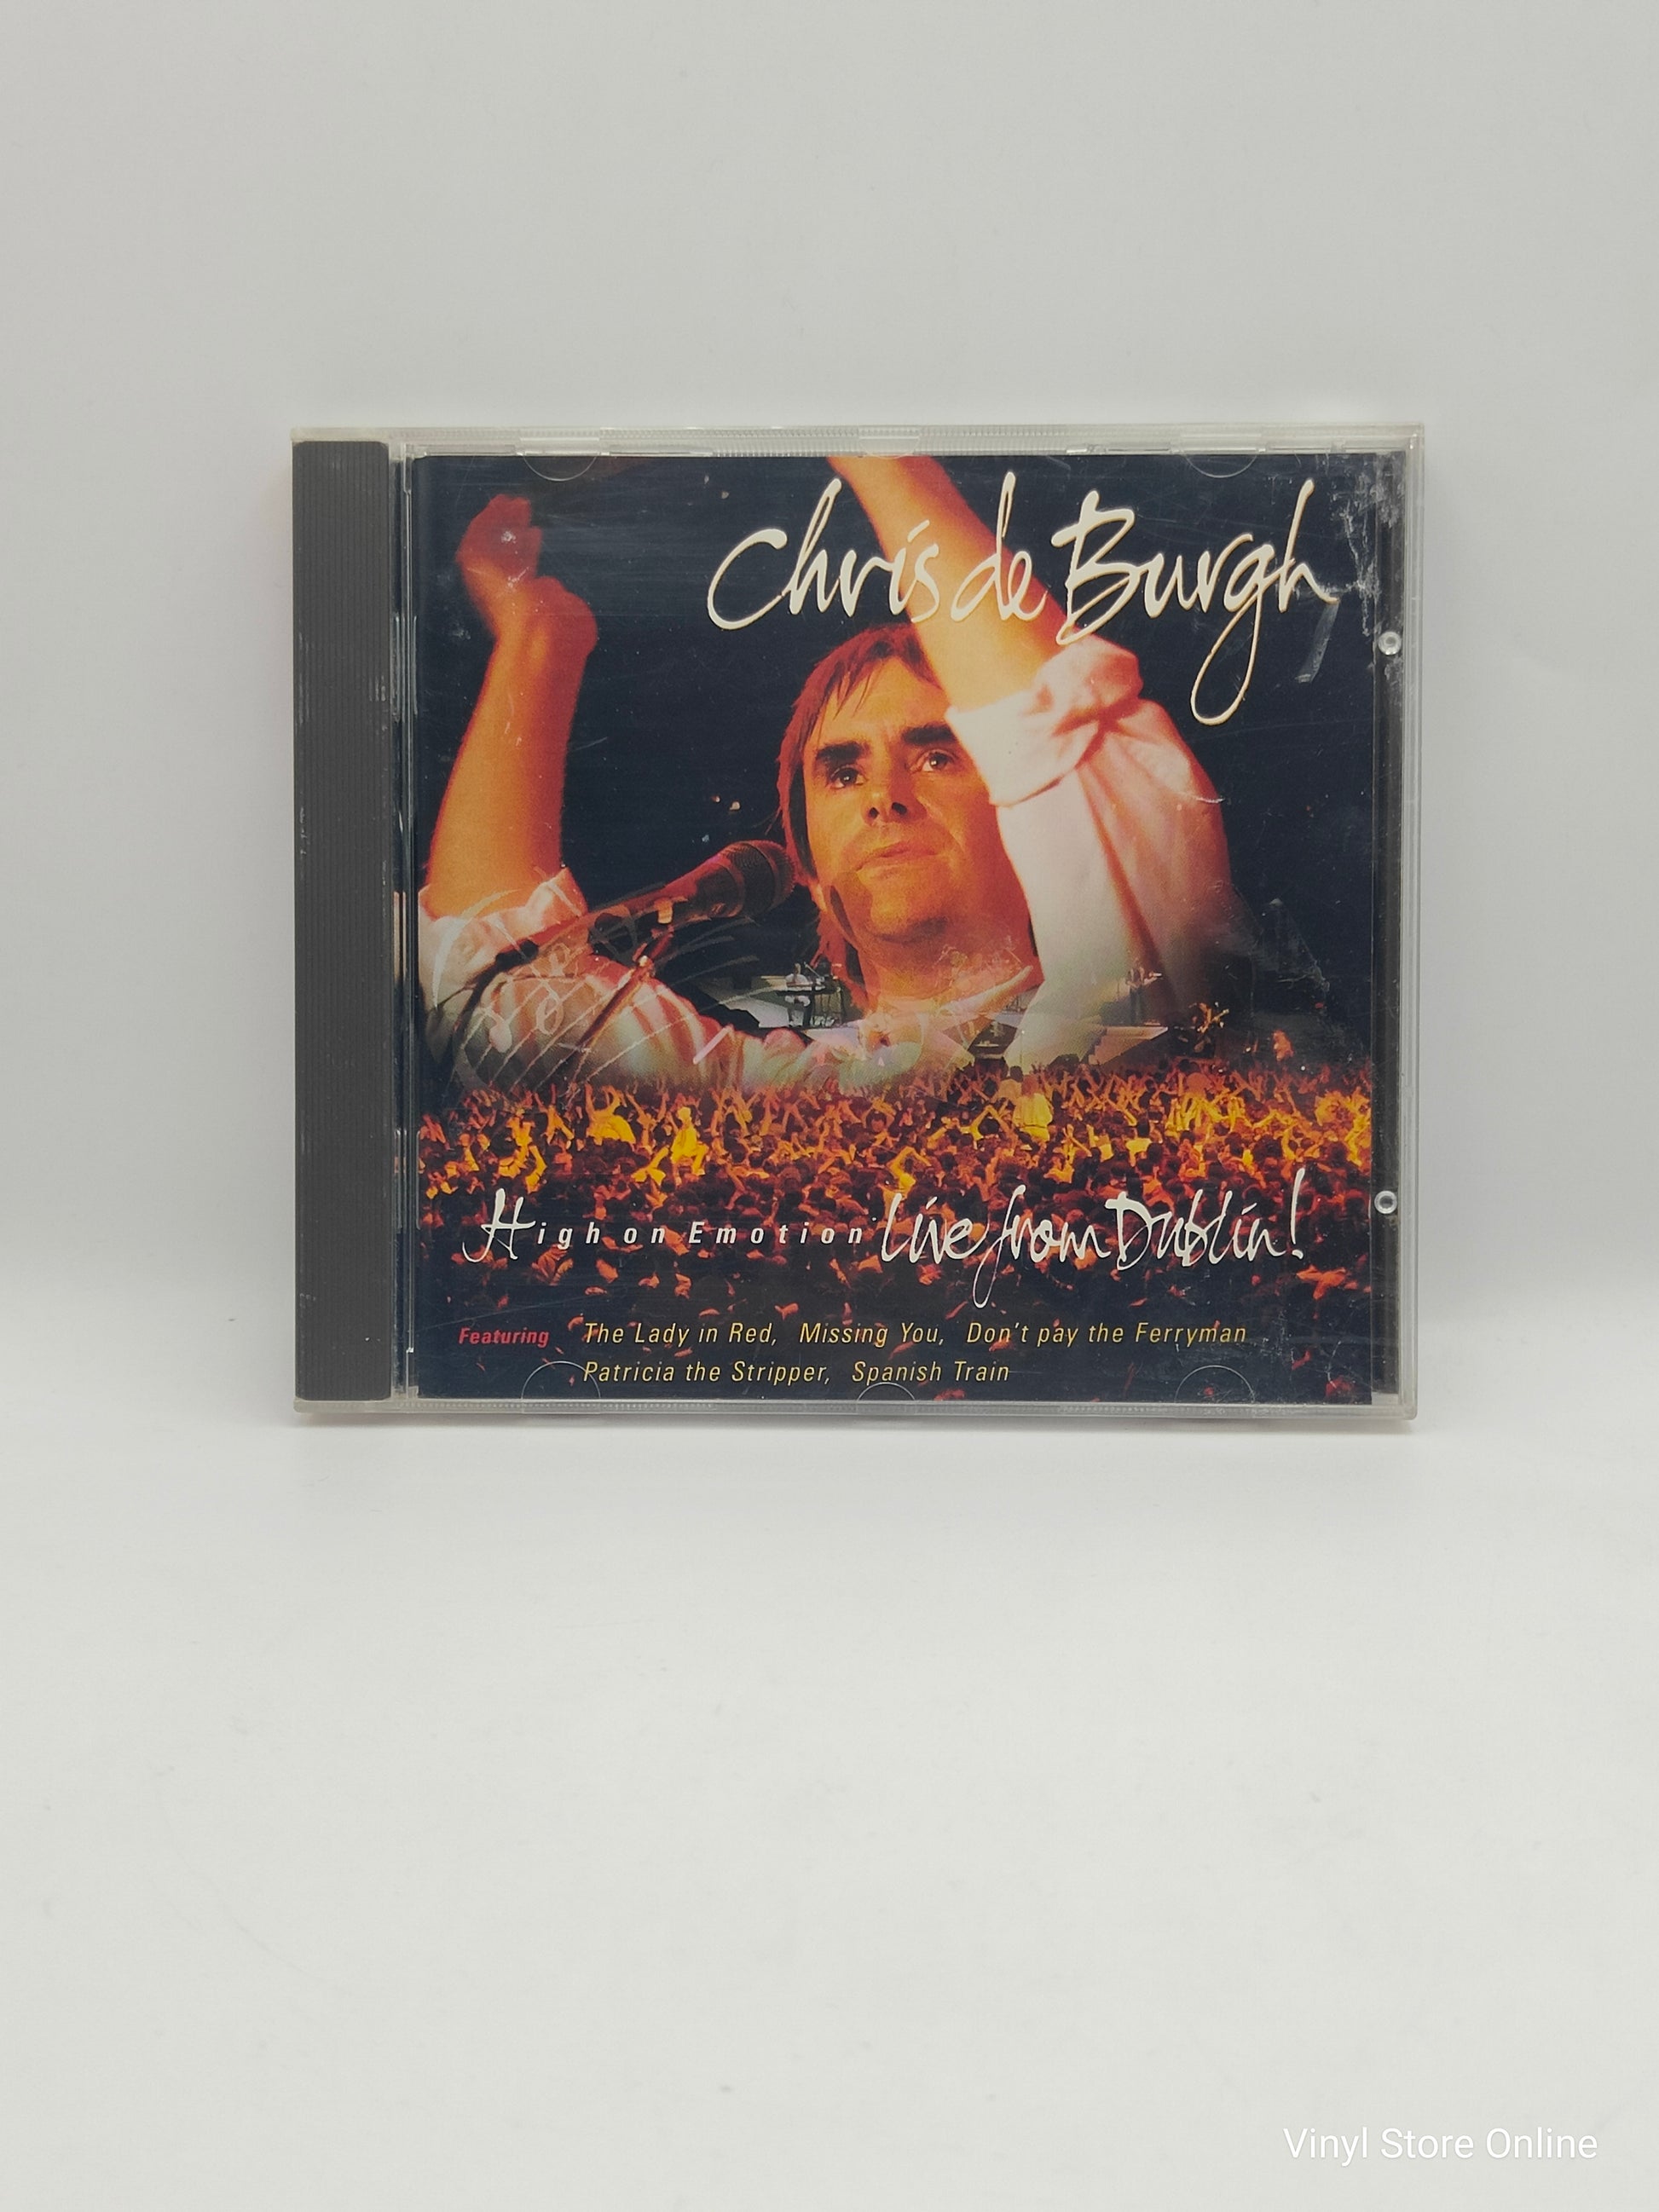 Chris de Burgh
High on Emotion Live from Dublin!
Featuring The Lady in Red, Missing You, Don't pay the Ferryman
Patricia the Stripper, Spanish Train
Vinyl Store Online